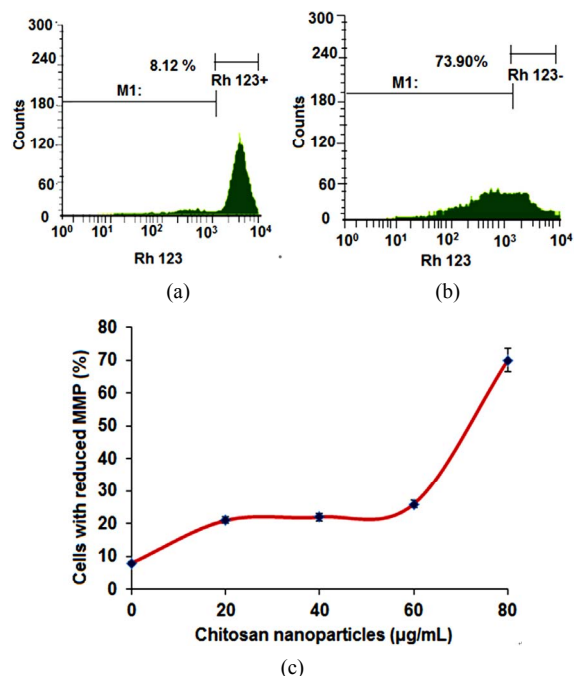 300
240
180
120
60
0
Counts
8.12 %
Rh 123+
M1:
10⁰ 10¹ 10² 10³ 10⁴
Rh 123
(a)
300
240
180
120
60
0
Counts
73.90%
Rh 123-
M1:
10⁰ 10¹ 10² 10³ 10⁴
Rh 123
(b)
80
70
60
50
40
30
20
10
0
Cells with reduced MMP (%)
0 20 40 60 80
Chitosan nanoparticles (µg/mL)
(c)